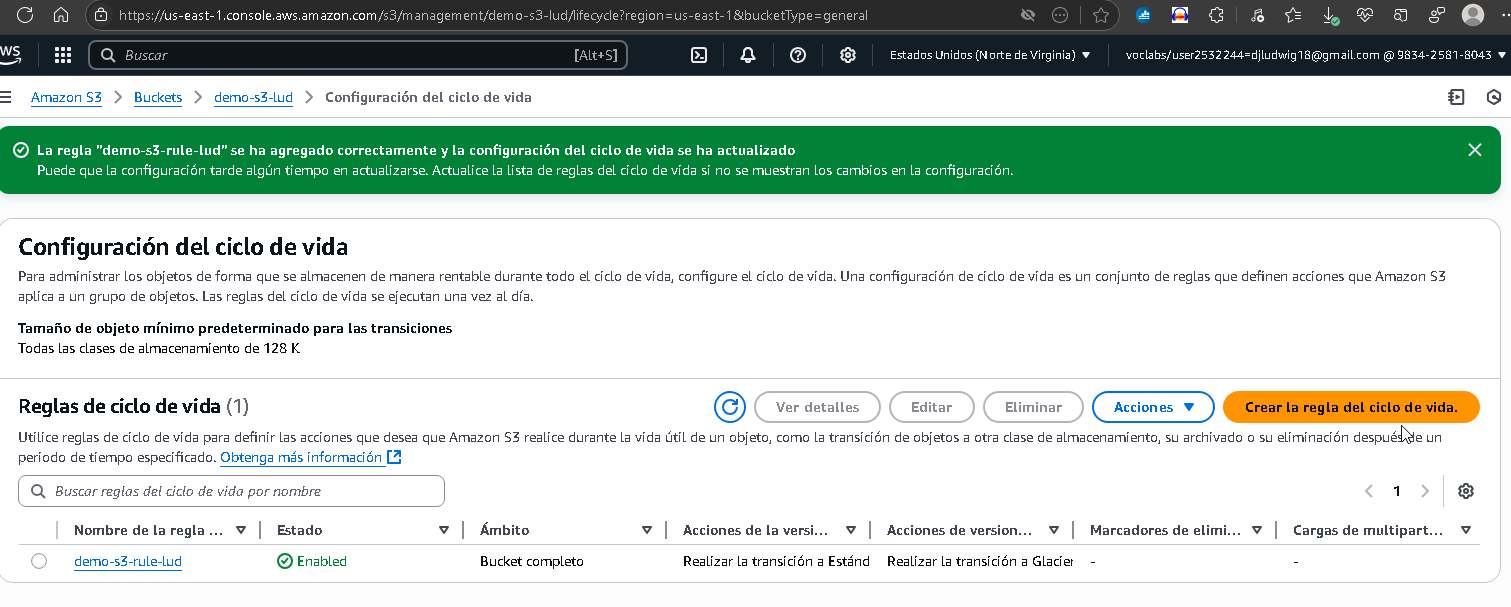 https://us-east-1.console.aws.amazon.com/s3/management/demo-s3-lud/lifecycle?region=us-east-1&bucketType=general
WS
Buscar
[Alt+S]
Estados Unidos (Norte de Virginia)
voclabs/user2532244=djludwig18@gmail.com @ 9834-2581-8043
Amazon S3 > Buckets > demo-s3-lud > Configuración del ciclo de vida
La regla "demo-s3-rule-lud" se ha agregado correctamente y la configuración del ciclo de vida se ha actualizado
Puede que la configuración tarde algún tiempo en actualizarse. Actualice la lista de reglas del ciclo de vida si no se muestran los cambios en la configuración.
Configuración del ciclo de vida
Para administrar los objetos de forma que se almacenen de manera rentable durante todo el ciclo de vida, configure el ciclo de vida. Una configuración de ciclo de vida es un conjunto de reglas que definen acciones que Amazon S3
aplica a un grupo de objetos. Las reglas del ciclo de vida se ejecutan una vez al día.
Tamaño de objeto mínimo predeterminado para las transiciones
Todas las clases de almacenamiento de 128 K
Reglas de ciclo de vida (1)
Ver detalles
Editar
Eliminar
Acciones
Crear la regla del ciclo de vida.
Utilice reglas de ciclo de vida para definir las acciones que desea que Amazon S3 realice durante la vida útil de un objeto, como la transición de objetos a otra clase de almacenamiento, su archivado o su eliminación después de un
periodo de tiempo especificado. Obtenga más información
Buscar reglas del ciclo de vida por nombre
1
Nombre de la regla ...
Estado
Ámbito
Acciones de la versi...
Acciones de version...
Marcadores de elimi...
Cargas de multipart...
demo-s3-rule-lud
Enabled
Bucket completo
Realizar la transición a Estánd
Realizar la transición a Glacier
-
-